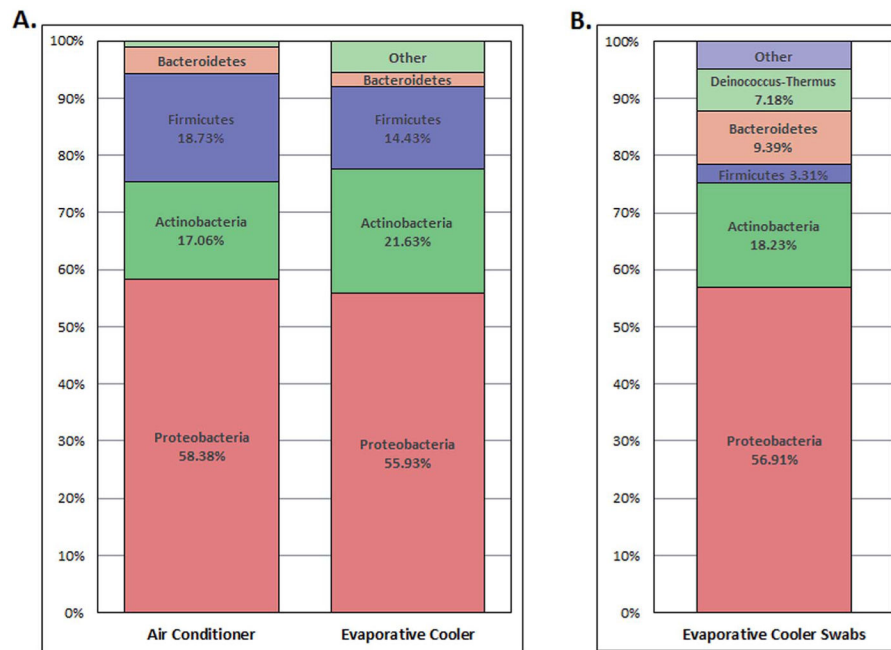 A.
100%
90%
80%
70%
60%
50%
40%
30%
20%
10%
0%
Bacteroidetes
Firmicutes
18.73%
Actinobacteria
17.06%
Proteobacteria
58.38%
Air Conditioner
Other
Bacteroidetes
Firmicutes
14.43%
Actinobacteria
21.63%
Proteobacteria
55.93%
Evaporative Cooler
B.
100%
90%
80%
70%
60%
50%
40%
30%
20%
10%
0%
Other
Deinococcus-Thermus
7.18%
Bacteroidetes
9.39%
Firmicutes 3.31%
Actinobacteria
18.23%
Proteobacteria
56.91%
Evaporative Cooler Swabs